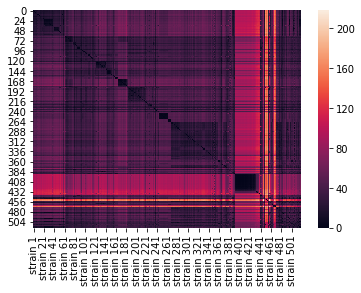 0
24
48
72
96
120
144
168
192
216
240
264
288
312
336
360
384
408
432
456
480
504
strain 1
strain 21
strain 41
strain 61
strain 81
strain 101
strain 121
strain 141
strain 161
strain 181
strain 201
strain 221
strain 241
strain 261
strain 281
strain 301
strain 321
strain 341
strain 361
strain 381
strain 401
strain 421
strain 441
strain 461
strain 481
strain 501
200
160
120
80
40
0